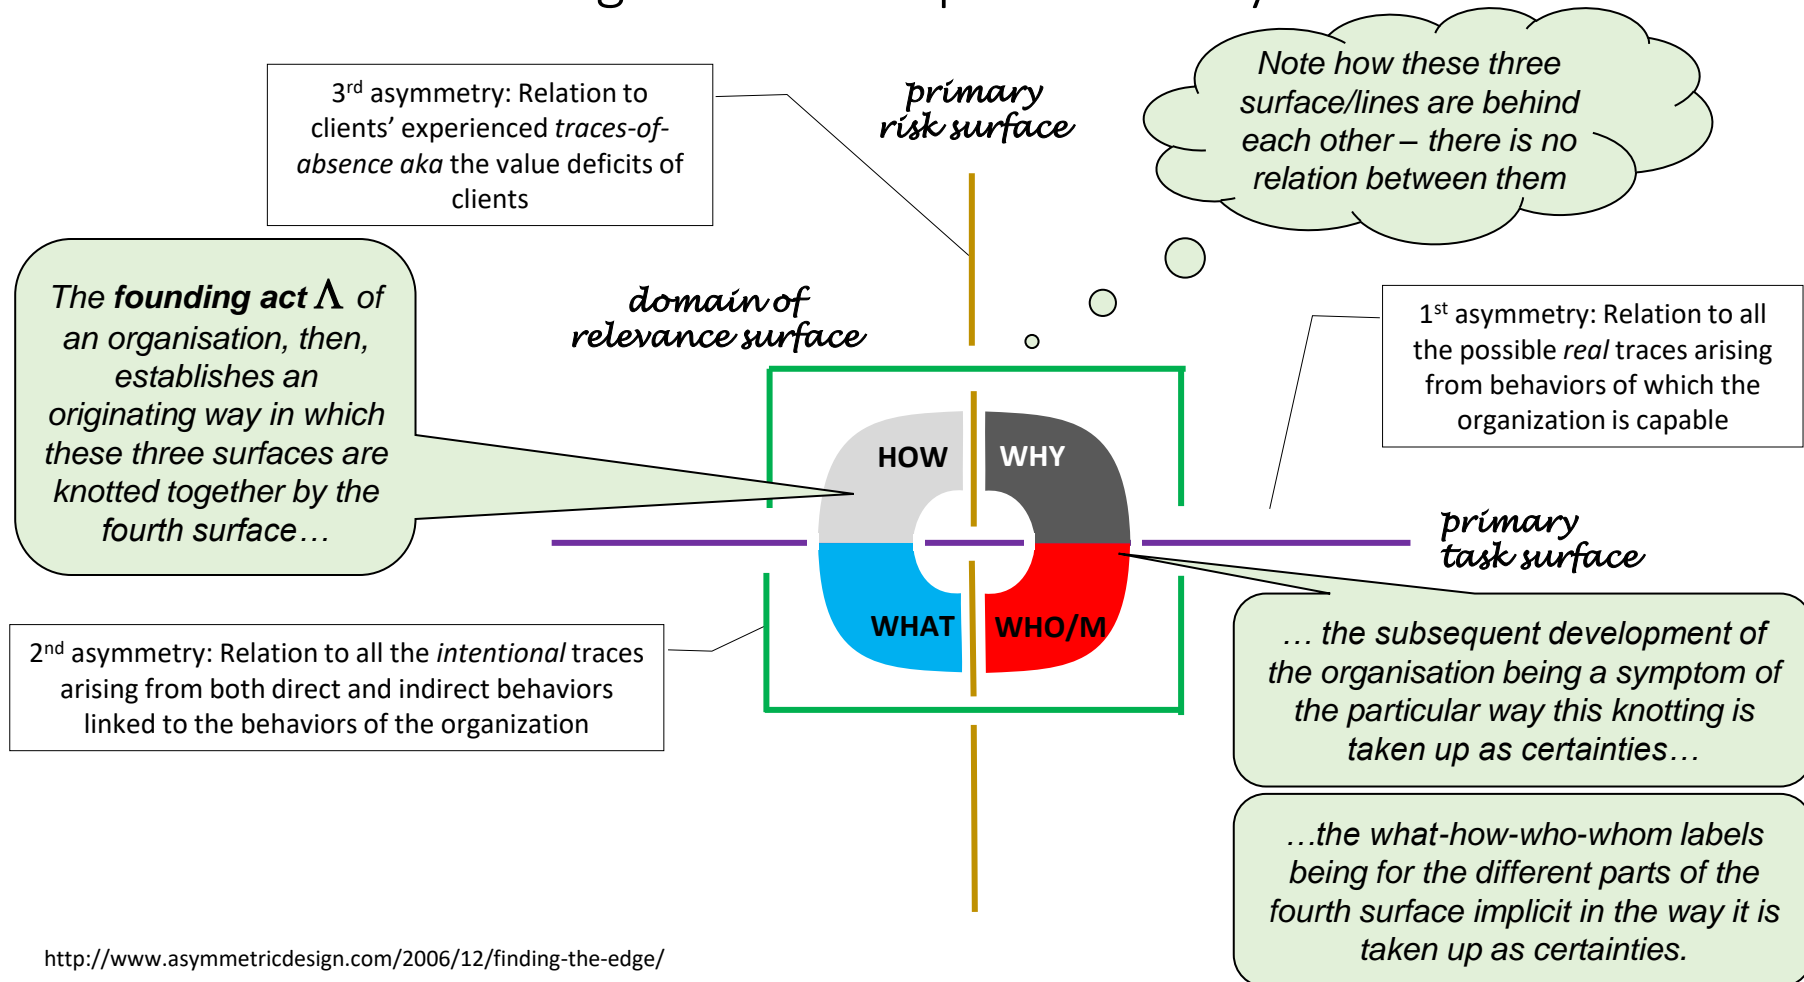 3rd asymmetry: Relation to
clients’ experienced traces-of-
absence aka the value deficits of
clients
primary
risk surface
Note how these three
surface/lines are behind
each other – there is no
relation between them
The founding act Λ of
an organisation, then,
establishes an
originating way in which
these three surfaces are
knotted together by the
fourth surface…
domain of
relevance surface
1st asymmetry: Relation to all
the possible real traces arising
from behaviors of which the
organization is capable
HOW
WHY
WHAT
WHO/M
primary
task surface
2nd asymmetry: Relation to all the intentional traces
arising from both direct and indirect behaviors
linked to the behaviors of the organization
… the subsequent development of
the organisation being a symptom of
the particular way this knotting is
taken up as certainties…
…the what-how-who-whom labels
being for the different parts of the
fourth surface implicit in the way it is
taken up as certainties.
http://www.asymmetricdesign.com/2006/12/finding-the-edge/